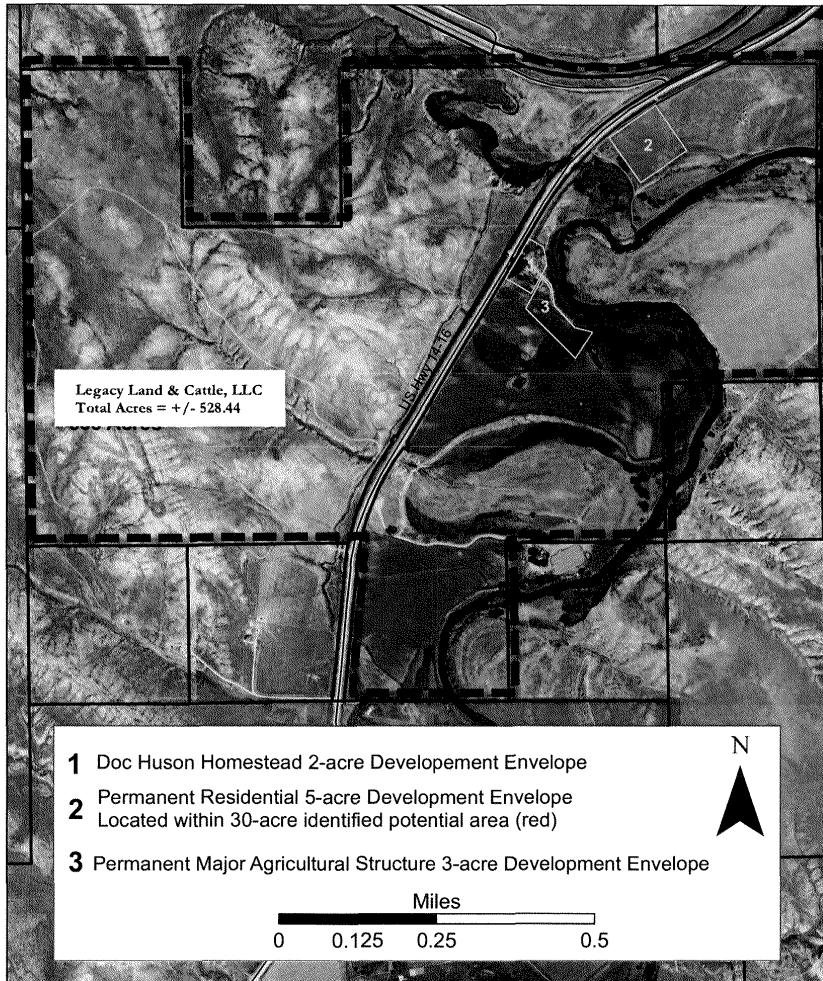 2
3
US Hwy 14-16
Legacy Land & Cattle, LLC
Total Acres = +/- 528.44
1 Doc Huson Homestead 2-acre Developement Envelope
2 Permanent Residential 5-acre Development Envelope
Located within 30-acre identified potential area (red)
3 Permanent Major Agricultural Structure 3-acre Development Envelope
N
Miles
0 0.125 0.25 0.5